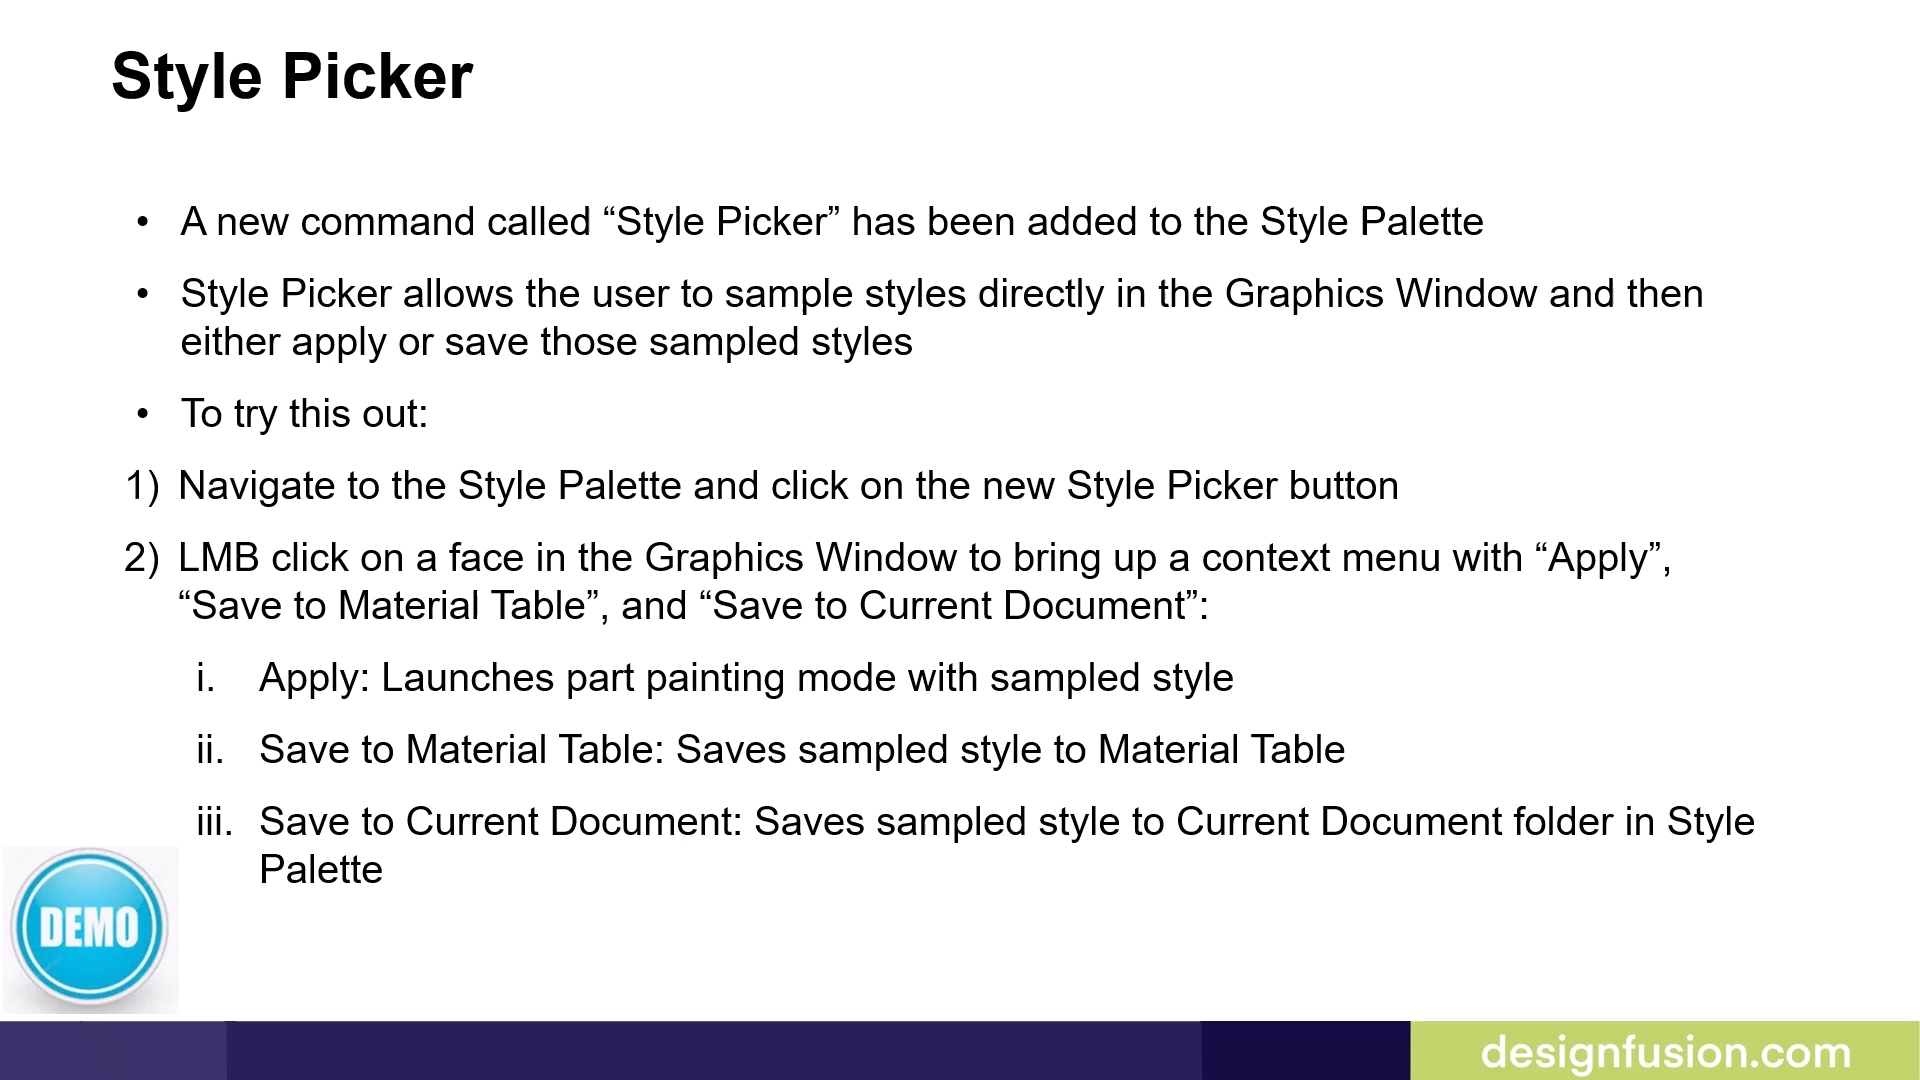 Style Picker
• A new command called “Style Picker” has been added to the Style Palette
• Style Picker allows the user to sample styles directly in the Graphics Window and then
either apply or save those sampled styles
• To try this out:
1) Navigate to the Style Palette and click on the new Style Picker button
2) LMB click on a face in the Graphics Window to bring up a context menu with “Apply”,
“Save to Material Table”, and “Save to Current Document”:
i. Apply: Launches part painting mode with sampled style
ii. Save to Material Table: Saves sampled style to Material Table
iii. Save to Current Document: Saves sampled style to Current Document folder in Style
Palette
DEMO
designfusion.com